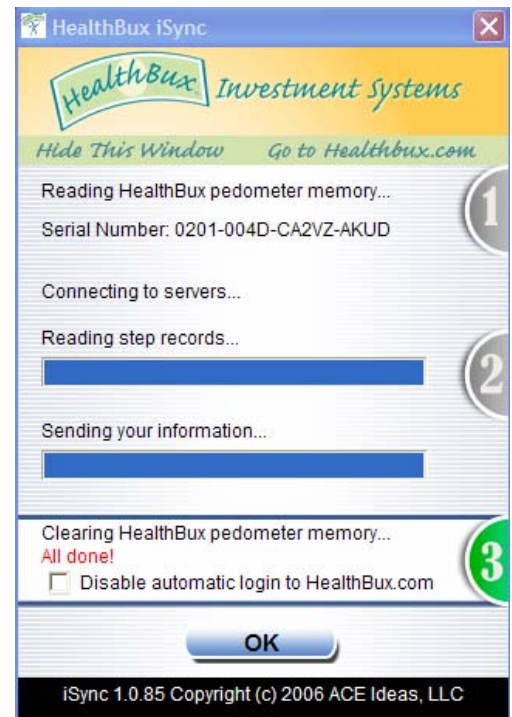 HealthBux iSync
HealthBux Investment Systems
Hide This Window Go to Healthbux.com
Reading HealthBux pedometer memory...
1
Serial Number: 0201-004D-CA2VZ-AKUD
Connecting to servers...
Reading step records...
2
Sending your information...
Clearing HealthBux pedometer memory...
All done!
3
Disable automatic login to HealthBux.com
OK
iSync 1.0.85 Copyright (c) 2006 ACE Ideas, LLC